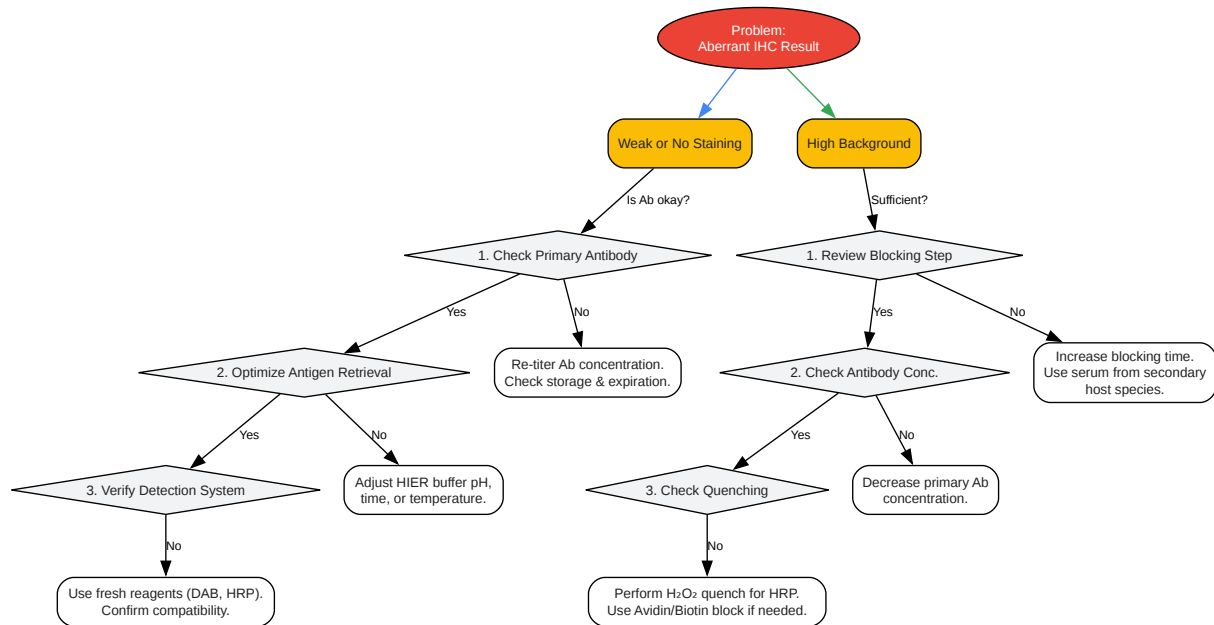 Problem:
Aberrant IHC Result
Weak or No Staining
High Background
Is Ab okay?
Sufficient?
1. Check Primary Antibody
1. Review Blocking Step
Yes
No
Yes
No
2. Optimize Antigen Retrieval
Re-titer Ab concentration.
Check storage & expiration.
2. Check Antibody Conc.
Increase blocking time.
Use serum from secondary
host species.
Yes
No
Yes
No
3. Verify Detection System
Adjust HIER buffer pH,
time, or temperature.
3. Check Quenching
Decrease primary Ab
concentration.
No
No
Use fresh reagents (DAB, HRP).
Confirm compatibility.
Perform H₂O₂ quench for HRP.
Use Avidin/Biotin block if needed.